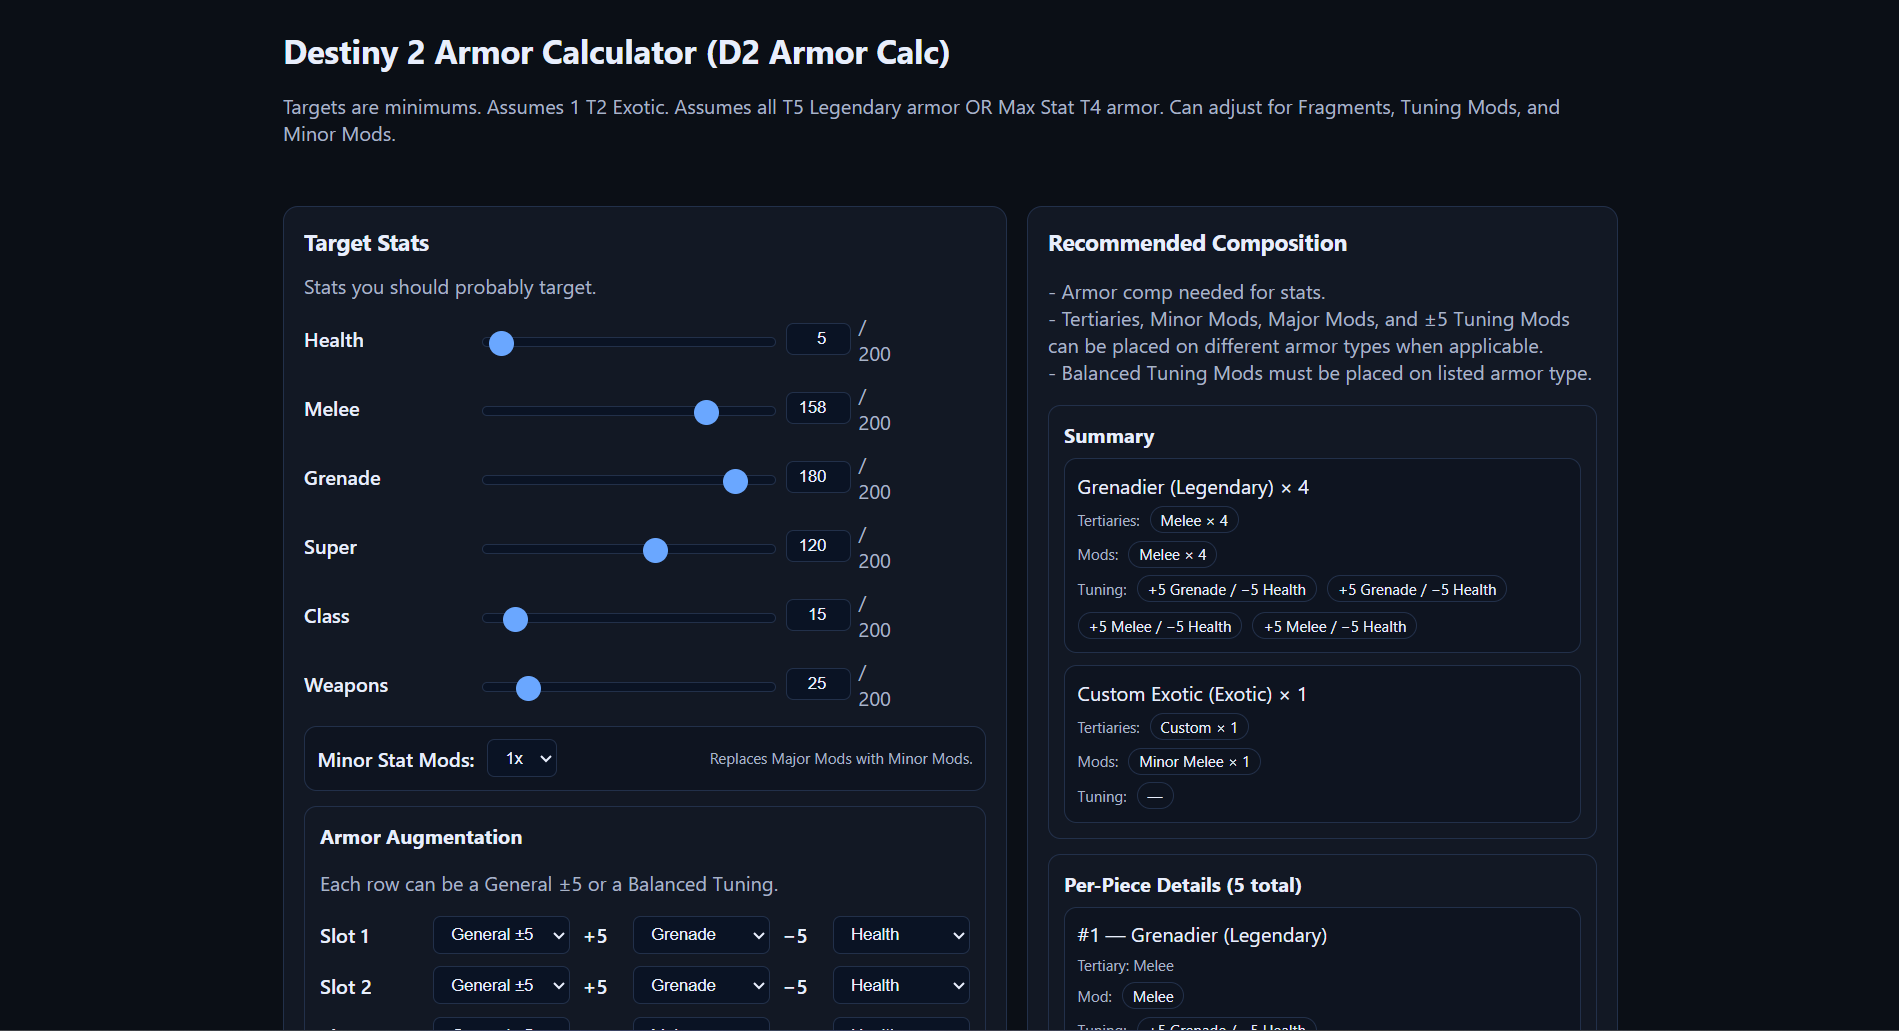 Destiny 2 Armor Calculator (D2 Armor Calc)
Targets are minimums. Assumes 1 T2 Exotic. Assumes all T5 Legendary armor OR Max Stat T4 armor. Can adjust for Fragments, Tuning Mods, and
Minor Mods.
Target Stats
Stats you should probably target.
Health 5 / 200
Melee 158 / 200
Grenade 180 / 200
Super 120 / 200
Class 15 / 200
Weapons 25 / 200
Minor Stat Mods: 1x Replaces Major Mods with Minor Mods.
Armor Augmentation
Each row can be a General ±5 or a Balanced Tuning.
Slot 1 General ±5 +5 Grenade −5 Health
Slot 2 General ±5 +5 Grenade −5 Health
Recommended Composition
- Armor comp needed for stats.
- Tertiaries, Minor Mods, Major Mods, and ±5 Tuning Mods
can be placed on different armor types when applicable.
- Balanced Tuning Mods must be placed on listed armor type.
Summary
Grenadier (Legendary) × 4
Tertiaries: Melee × 4
Mods: Melee × 4
Tuning: +5 Grenade / −5 Health +5 Grenade / −5 Health
+5 Melee / −5 Health +5 Melee / −5 Health
Custom Exotic (Exotic) × 1
Tertiaries: Custom × 1
Mods: Minor Melee × 1
Tuning: —
Per-Piece Details (5 total)
#1 — Grenadier (Legendary)
Tertiary: Melee
Mod: Melee
Tuning: +5 Grenade / −5 Health